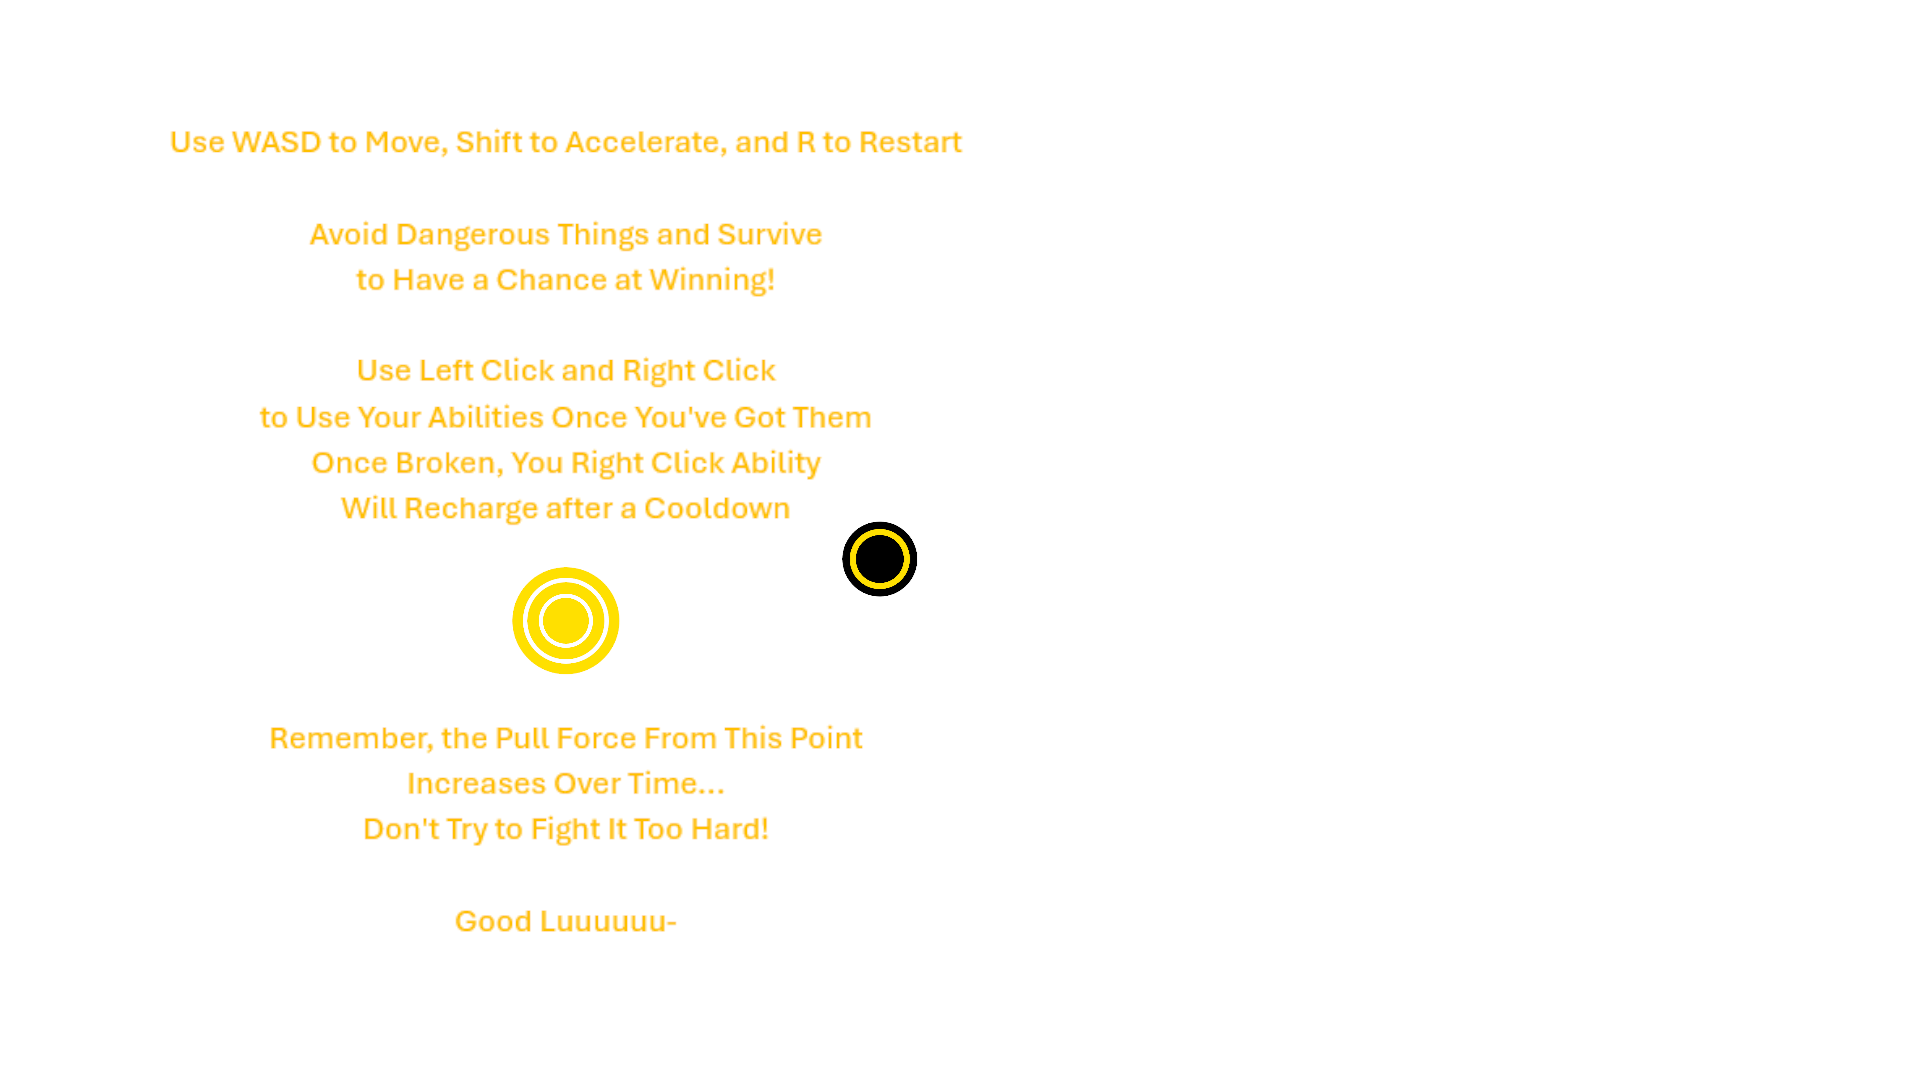 Use WASD to Move, Shift to Accelerate, and R to Restart
Avoid Dangerous Things and Survive
to Have a Chance at Winning!
Use Left Click and Right Click
to Use Your Abilities Once You've Got Them
Once Broken, You Right Click Ability
Will Recharge after a Cooldown
Remember, the Pull Force From This Point
Increases Over Time...
Don't Try to Fight It Too Hard!
Good Luuuuuu-